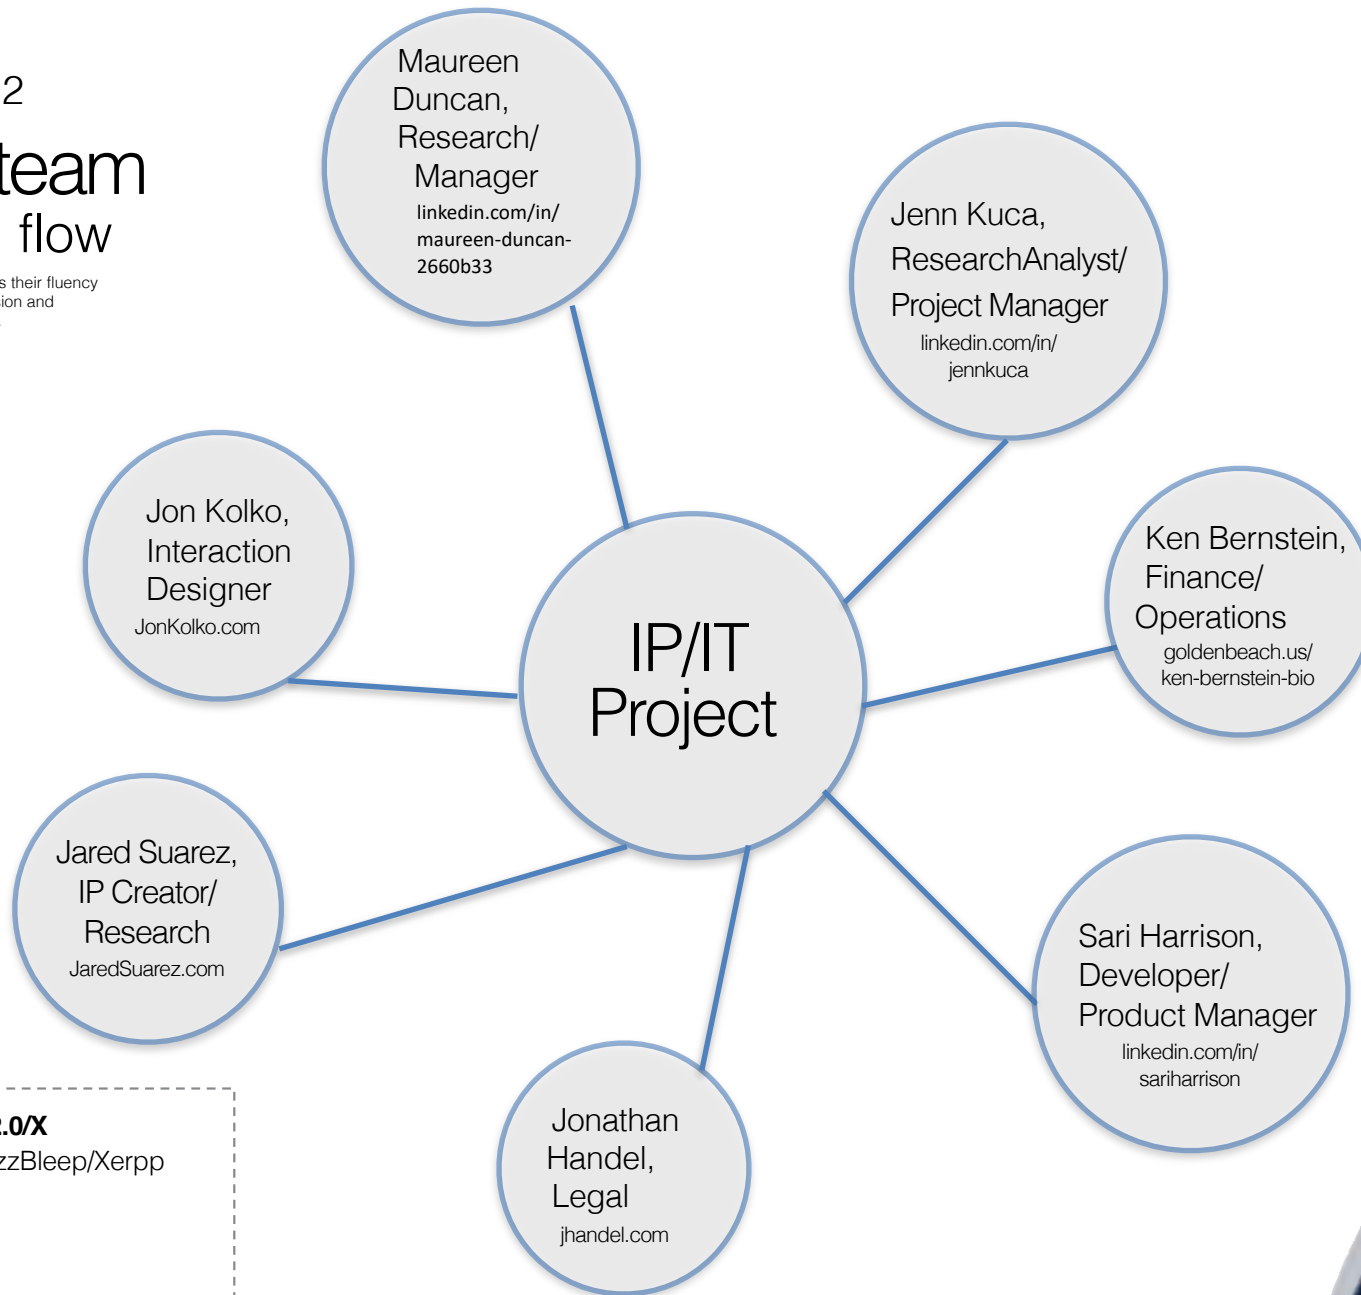 2
team
flow
s their fluency
sion and
Maureen
Duncan,
Research/
Manager
linkedin.com/in/
maureen-duncan-
2660b33
Jenn Kuca,
ResearchAnalyst/
Project Manager
linkedin.com/in/
jennkuca
Jon Kolko,
Interaction
Designer
JonKolko.com
Ken Bernstein,
Finance/
Operations
goldenbeach.us/
ken-bernstein-bio
IP/IT
Project
Jared Suarez,
IP Creator/
Research
JaredSuarez.com
Sari Harrison,
Developer/
Product Manager
linkedin.com/in/
sariharrison
Jonathan
Handel,
Legal
jhandel.com
2.0/X
zzBleep/Xerpp